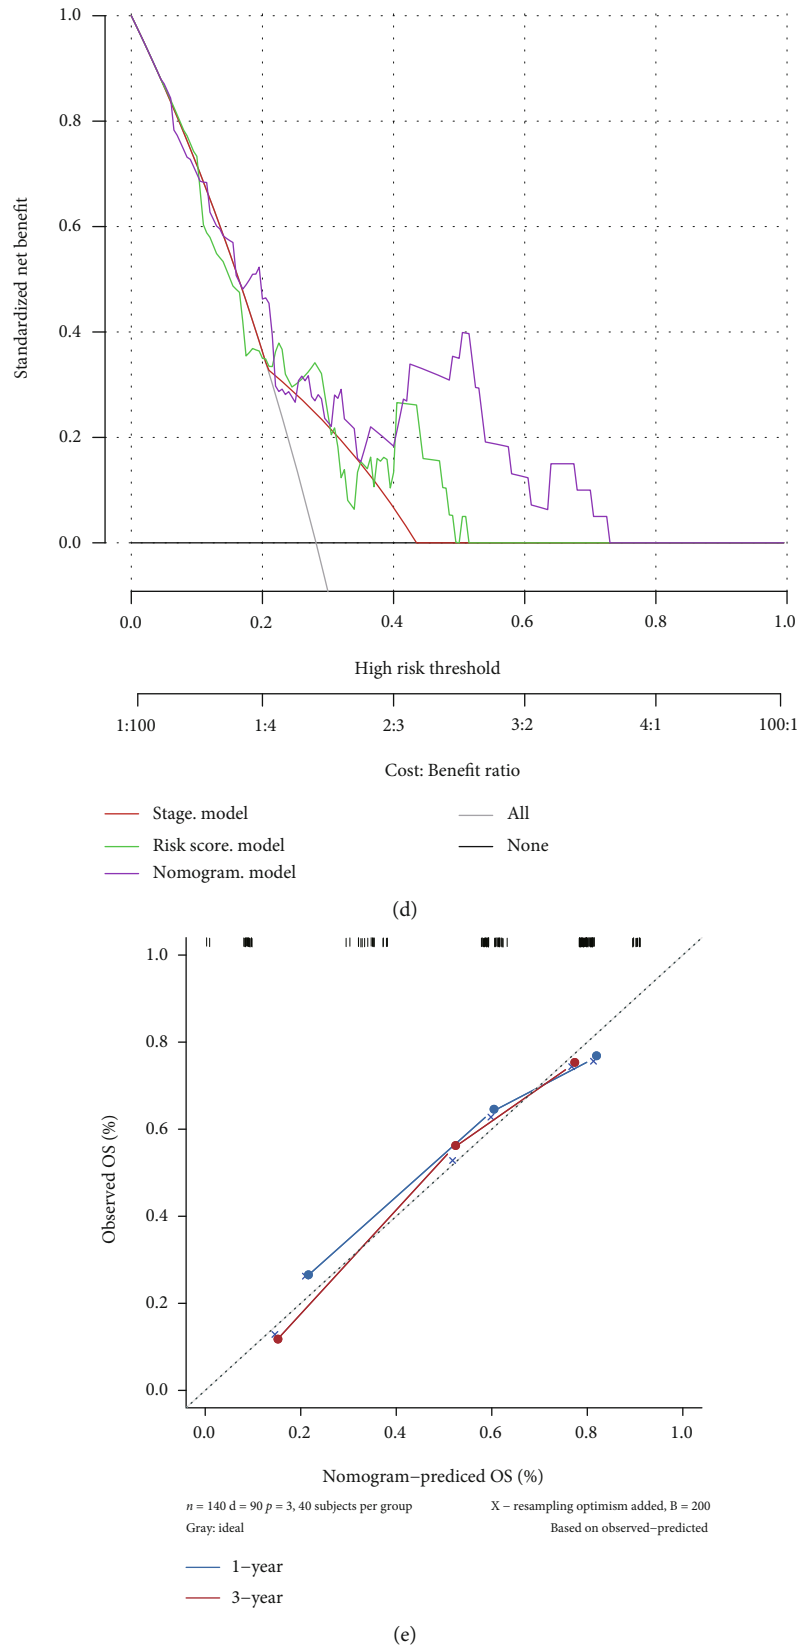 1.0
0.8
0.6
0.4
0.2
0.0
Standardized net benefit
0.0 0.2 0.4 0.6 0.8 1.0
High risk threshold
1:100 1:4 2:3 3:2 4:1 100:1
Cost: Benefit ratio
Stage. model
Risk score. model
Nomogram. model
All
None
(d)
1.0
0.8
0.6
0.4
0.2
0.0
Observed OS (%)
0.0 0.2 0.4 0.6 0.8 1.0
Nomogram−prediced OS (%)
n = 140 d = 90 p = 3, 40 subjects per group
Gray: ideal
X − resampling optimism added, B = 200
Based on observed−predicted
1−year
3−year
(e)